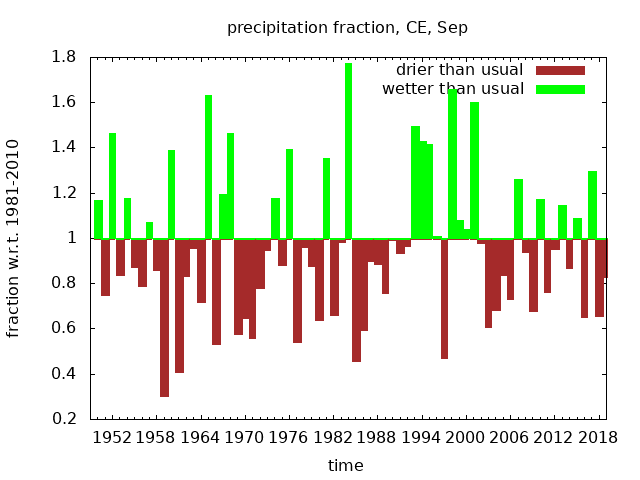 precipitation fraction, CE, Sep
drier than usual
wetter than usual
fraction w.r.t. 1981-2010
1.8
1.6
1.4
1.2
1
0.8
0.6
0.4
0.2
1952 1958 1964 1970 1976 1982 1988 1994 2000 2006 2012 2018
time